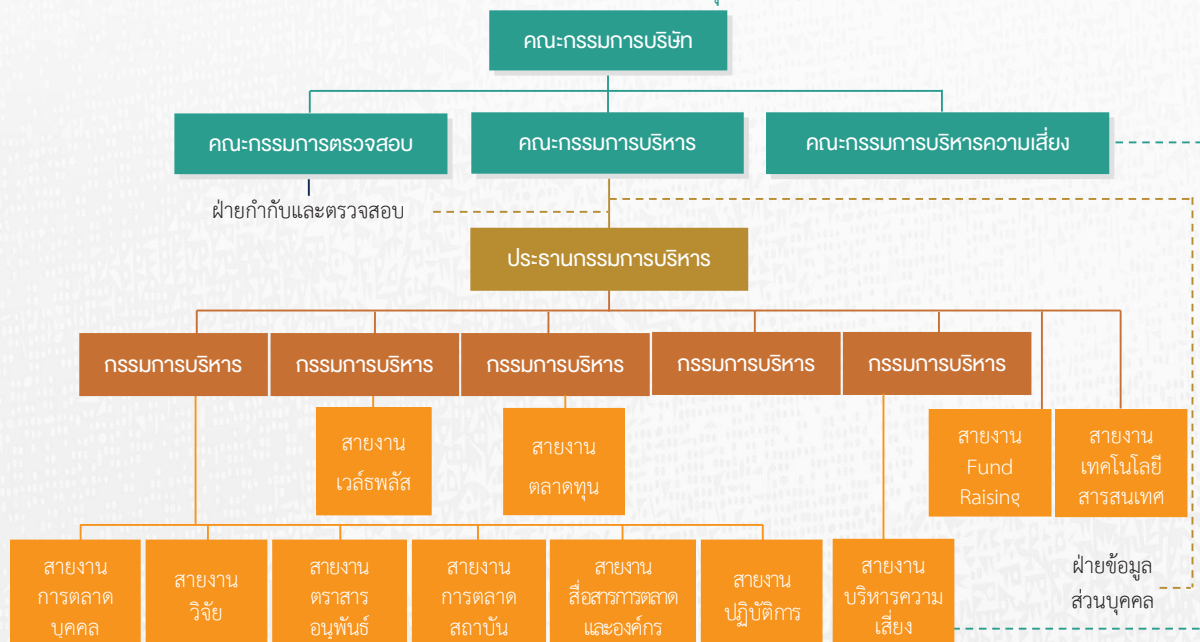 คณะกรรมการบริษัท
คณะกรรมการตรวจสอบ
คณะกรรมการบริหาร
คณะกรรมการบริหารความเสี่ยง
ฝ่ายกำกับและตรวจสอบ
ประธานกรรมการบริหาร
กรรมการบริหาร
กรรมการบริหาร
กรรมการบริหาร
กรรมการบริหาร
กรรมการบริหาร
สายงาน
เวล์ธพลัส
สายงาน
ตลาดทุน
สายงาน
Fund
Raising
สายงาน
เทคโนโลยี
สารสนเทศ
สายงาน
การตลาด
บุคคล
สายงาน
วิจัย
สายงาน
ตราสาร
อนุพันธ์
สายงาน
การตลาด
สถาบัน
สายงาน
สื่อสารการตลาด
และองค์กร
สายงาน
ปฏิบัติการ
สายงาน
บริหารความ
เสี่ยง
ฝ่ายข้อมูล
ส่วนบุคคล